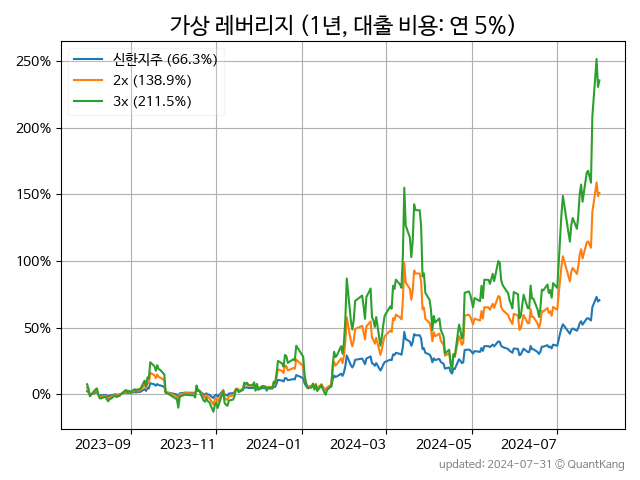 가상 레버리지 (1년, 대출 비용: 연 5%)
신한지주 (66.3%)
2x (138.9%)
3x (211.5%)
250%
200%
150%
100%
50%
0%
2023-09 2023-11 2024-01 2024-03 2024-05 2024-07
updated: 2024-07-31 © QuantKang